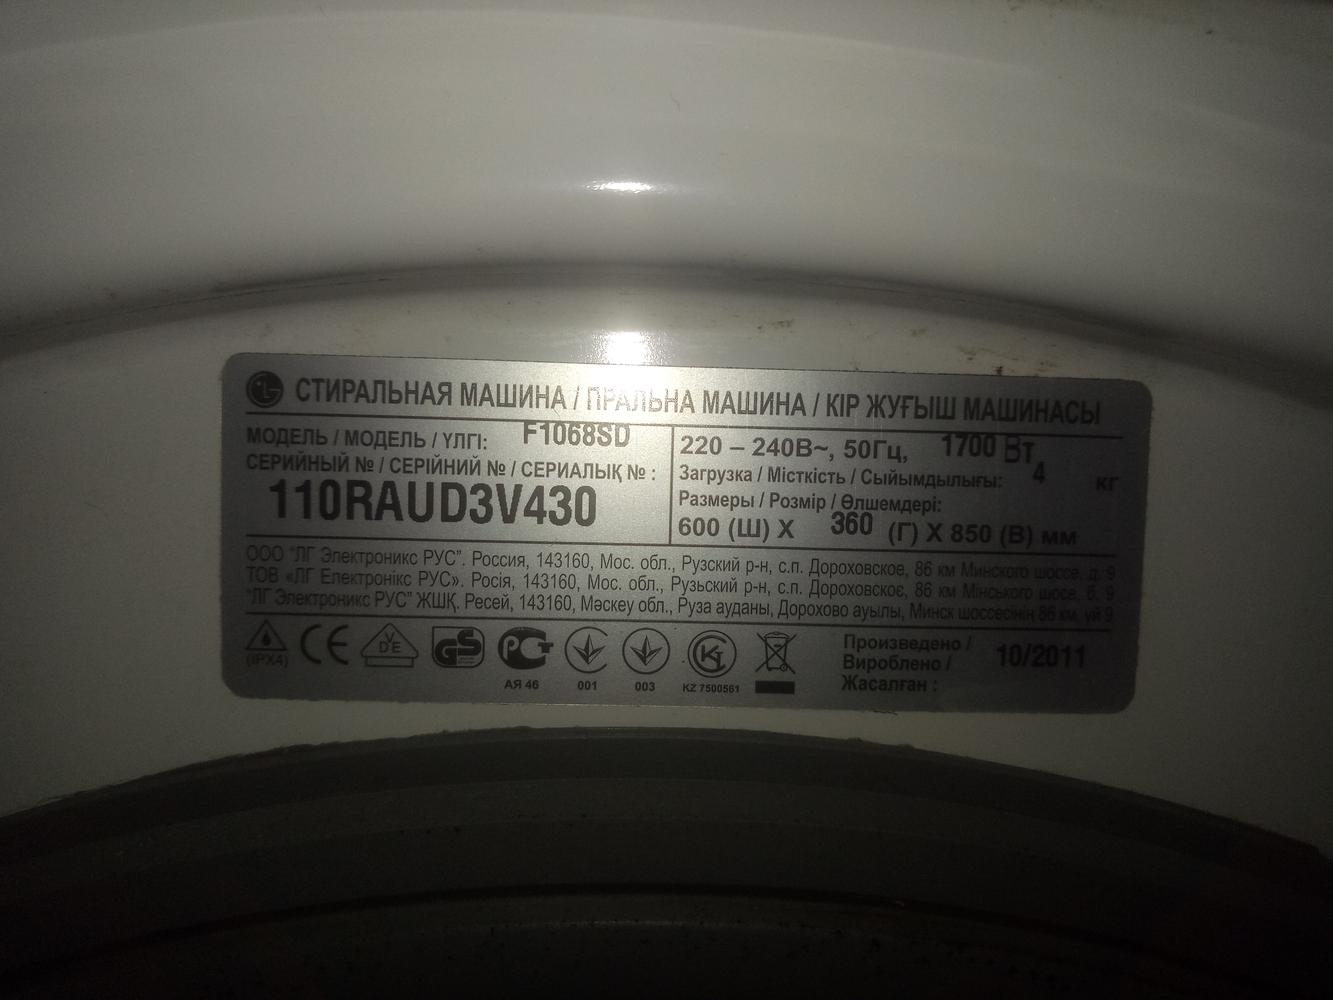 LG СТИРАЛЬНАЯ МАШИНА / ПРАЛЬНА МАШИНА / КІР ЖУҒЫШ МАШИНАСЫ
МОДЕЛЬ / МОДЕЛЬ / ҮЛГІ: F1068SD
СЕРИЙНЫЙ № / СЕРІЙНИЙ № / СЕРИАЛЫҚ № :
110RAUD3V430
220 – 240В~, 50Гц, 1700 Вт
Загрузка / Місткість / Сыйымдылығы: 4 кг
Размеры / Розмір / Өлшемдері:
600 (Ш) Х 360 (Г) Х 850 (В) мм
ООО "ЛГ Электроникс РУС". Россия, 143160, Мос. обл., Рузский р-н, с.п. Дороховское, 86 км Минского шоссе, д. 9
ТОВ «ЛГ Електронікс РУС». Росія, 143160, Мос. обл., Рузьский р-н, с.п. Дороховскоє, 86 км Мінського шосе, б. 9
"ЛГ Электроникс РУС" ЖШҚ. Ресей, 143160, Мәскеу обл., Руза ауданы, Дорохово ауылы, Минск шоссесінің 86 км, үй 9
(IPX4) CE VDE GS РСТ
АЯ 46 001 003 KZ 7500561
Произведено /
Вироблено / 10/2011
Жасалған :